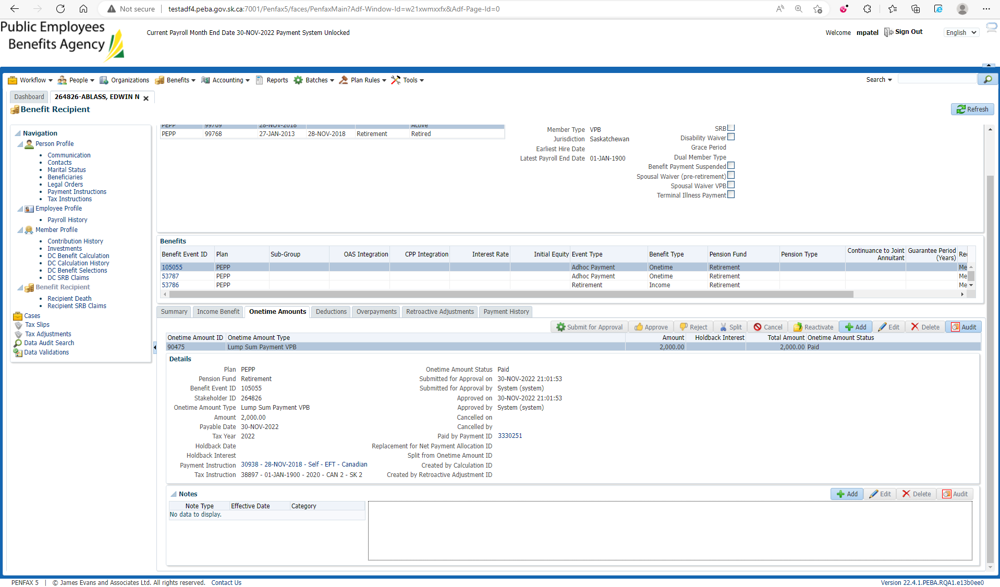 Not secure | testadf4.peba.gov.sk.ca:7001/Penfax5/faces/PenfaxMain?Adf-Window-Id=w21xwmxxfx&Adf-Page-Id=0
Public Employees
Benefits Agency
Current Payroll Month End Date 30-NOV-2022 Payment System Unlocked
Welcome mpatel Sign Out English
Workflow People Organizations Benefits Accounting Reports Batches Plan Rules Tools Search
Dashboard 264826-ABLASS, EDWIN N
Benefit Recipient Refresh
Navigation
Person Profile
Communication
Contacts
Marital Status
Beneficiaries
Legal Orders
Payment Instructions
Tax Instructions
Employee Profile
Payroll History
Member Profile
Contribution History
Investments
DC Benefit Calculation
DC Calculation History
DC Benefit Selections
DC SRB Claims
Benefit Recipient
Recipient Death
Recipient SRB Claims
Cases
Tax Slips
Tax Adjustments
Data Audit Search
Data Validations
PEPP 99769 28-NOV-2018 Active
PEPP 99768 27-JAN-2013 28-NOV-2018 Retirement Retired
Member Type VPB
Jurisdiction Saskatchewan
Earliest Hire Date
Latest Payroll End Date 01-JAN-1900
SRB
Disability Waiver
Grace Period
Dual Member Type
Benefit Payment Suspended
Spousal Waiver (pre-retirement)
Spousal Waiver VPB
Terminal Illness Payment
Benefits
Benefit Event ID Plan Sub-Group OAS Integration CPP Integration Interest Rate Initial Equity Event Type Benefit Type Pension Fund Pension Type Continuance to Joint Annuitant Guarantee Period (Years) Rec
105055 PEPP Adhoc Payment Onetime Retirement Me
53787 PEPP Adhoc Payment Onetime Retirement Me
53786 PEPP Retirement Income Retirement Me
Summary Income Benefit Onetime Amounts Deductions Overpayments Retroactive Adjustments Payment History
Submit for Approval Approve Reject Split Cancel Reactivate Add Edit Delete Audit
Onetime Amount ID Onetime Amount Type Amount Holdback Interest Total Amount Onetime Amount Status
90475 Lump Sum Payment VPB 2,000.00 2,000.00 Paid
Details
Plan PEPP
Pension Fund Retirement
Benefit Event ID 105055
Stakeholder ID 264826
Onetime Amount Type Lump Sum Payment VPB
Amount 2,000.00
Payable Date 30-NOV-2022
Tax Year 2022
Holdback Date
Holdback Interest
Payment Instruction 30938 - 28-NOV-2018 - Self - EFT - Canadian
Tax Instruction 38897 - 01-JAN-1900 - 2020 - CAN 2 - SK 2
Onetime Amount Status Paid
Submitted for Approval on 30-NOV-2022 21:01:53
Submitted for Approval by System (system)
Approved on 30-NOV-2022 21:01:53
Approved by System (system)
Cancelled on
Cancelled by
Paid by Payment ID 3330251
Replacement for Net Payment Allocation ID
Split from Onetime Amount ID
Created by Calculation ID
Created by Retroactive Adjustment ID
Notes Add Edit Delete Audit
Note Type Effective Date Category
No data to display.
PENFAX 5 | © James Evans and Associates Ltd. All rights reserved. Contact Us Version 22.4.1.PEBA.RQA1.e13b0ee0